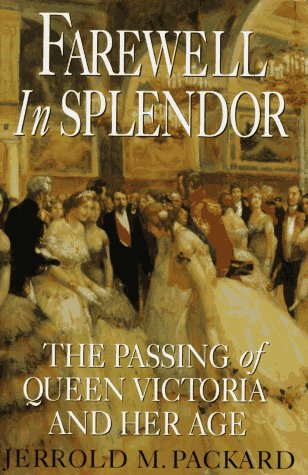 FAREWELL
In SPLENDOR
THE PASSING of
QUEEN VICTORIA
AND HER AGE
JERROLD M. PACKARD